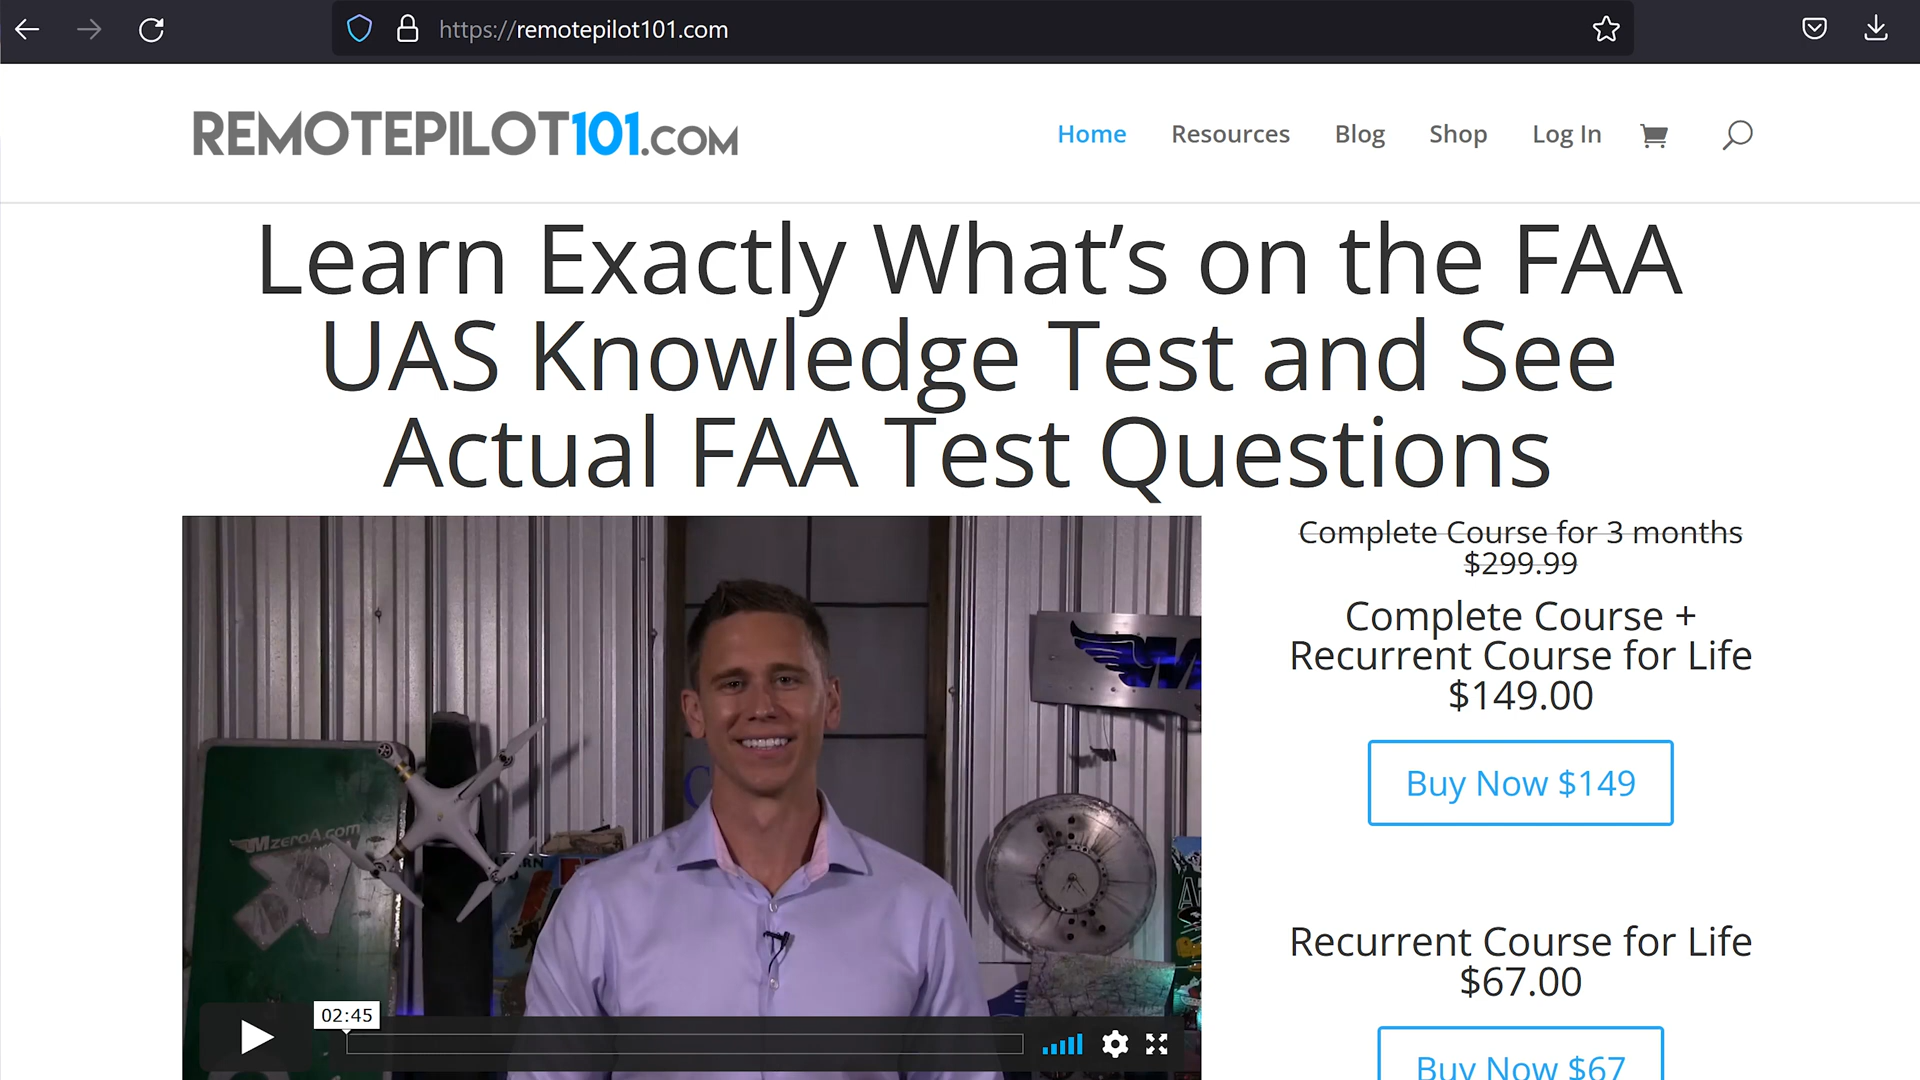 https://remotepilot101.com
REMOTEPILOT101.COM
Home Resources Blog Shop Log In
Learn Exactly What’s on the FAA
UAS Knowledge Test and See
Actual FAA Test Questions
Complete Course for 3 months
$299.99
Complete Course +
Recurrent Course for Life
$149.00
Buy Now $149
Recurrent Course for Life
$67.00
Buy Now $67
MzeroA.com
02:45